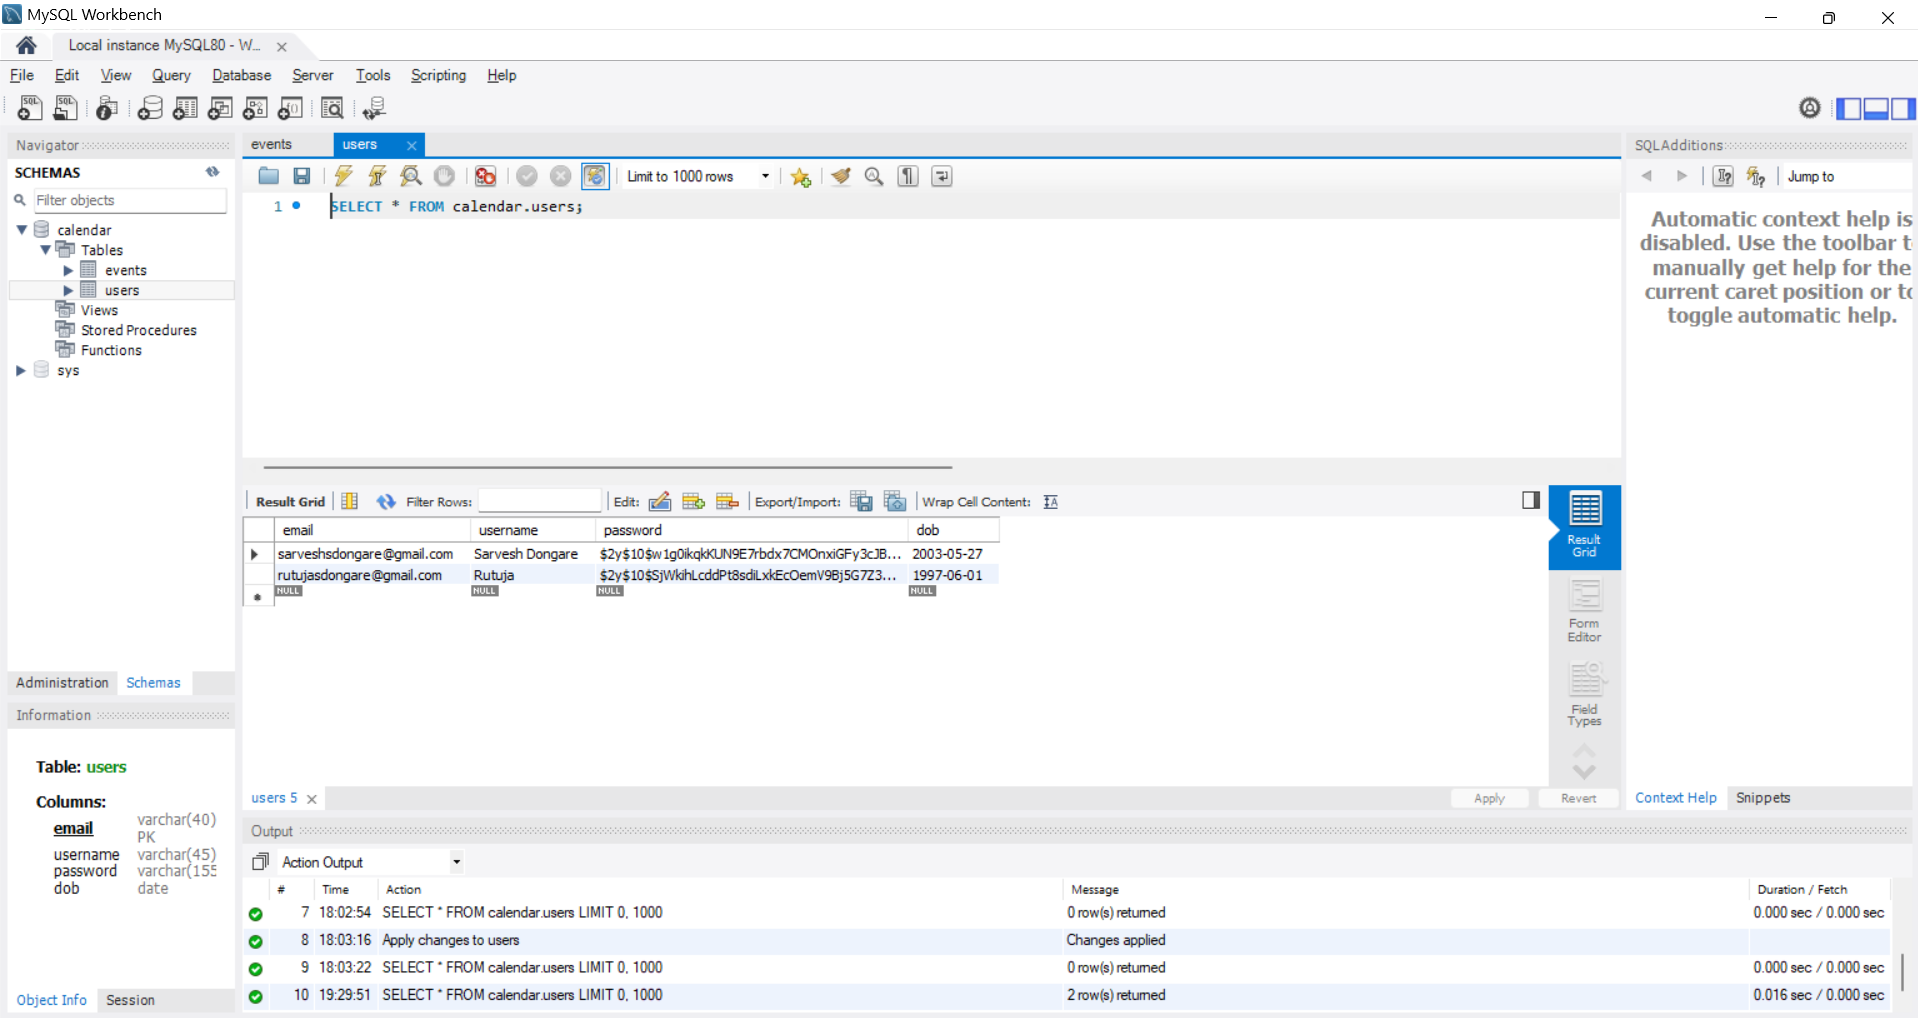 MySQL Workbench
Local instance MySQL80 - W...
File Edit View Query Database Server Tools Scripting Help
Navigator
SCHEMAS
Filter objects
calendar
Tables
events
users
Views
Stored Procedures
Functions
sys
Administration Schemas
Information
Table: users
Columns:
email varchar(40) PK
username varchar(45)
password varchar(155
dob date
Object Info Session
events users
Limit to 1000 rows
1 SELECT * FROM calendar.users;
Result Grid Filter Rows: Edit: Export/Import: Wrap Cell Content:
email username password dob
sarveshsdongare@gmail.com Sarvesh Dongare $2y$10$w1g0ikqkKUN9E7rbdx7CMOnxiGFy3cJB... 2003-05-27
rutujasdongare@gmail.com Rutuja $2y$10$SjWkihLcddPt8sdiLxkEcOemV9Bj5G7Z3... 1997-06-01
NULL NULL NULL NULL
Result Grid
Form Editor
Field Types
users 5 Apply Revert
SQLAdditions
Jump to
Automatic context help is
disabled. Use the toolbar t
manually get help for the
current caret position or to
toggle automatic help.
Context Help Snippets
Output
Action Output
# Time Action Message Duration / Fetch
7 18:02:54 SELECT * FROM calendar.users LIMIT 0, 1000 0 row(s) returned 0.000 sec / 0.000 sec
8 18:03:16 Apply changes to users Changes applied
9 18:03:22 SELECT * FROM calendar.users LIMIT 0, 1000 0 row(s) returned 0.000 sec / 0.000 sec
10 19:29:51 SELECT * FROM calendar.users LIMIT 0, 1000 2 row(s) returned 0.016 sec / 0.000 sec